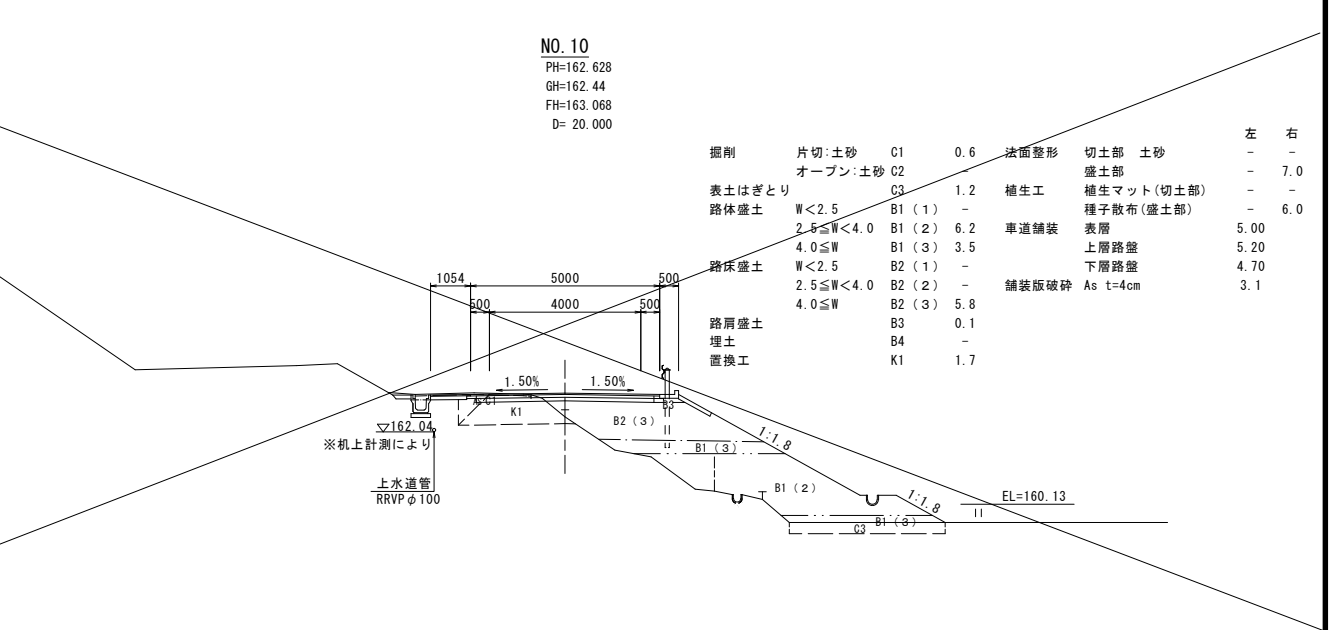 NO.10
PH=162.628
GH=162.44
FH=163.068
D= 20.000
左 右
掘削 片切:土砂 C1 0.6 法面整形 切土部 土砂 - -
オープン:土砂 C2 - 盛土部 - 7.0
表土はぎとり C3 1.2 植生工 植生マット(切土部) - -
路体盛土 W<2.5 B1(1) - 種子散布(盛土部) - 6.0
2.5≦W<4.0 B1(2) 6.2 車道舗装 表層 5.00
4.0≦W B1(3) 3.5 上層路盤 5.20
路床盛土 W<2.5 B2(1) - 下層路盤 4.70
2.5≦W<4.0 B2(2) - 舗装版破砕 As t=4cm 3.1
4.0≦W B2(3) 5.8
路肩盛土 B3 0.1
埋土 B4 -
置換工 K1 1.7
1054 5000 500
500 4000 500
1.50% 1.50%
As C1
K1
B3
B2(3)
▽162.04
※机上計測により
1:1.8
B1(3)
上水道管
RRVPφ100
B1(2)
1:1.8
EL=160.13
B1(3)
C3